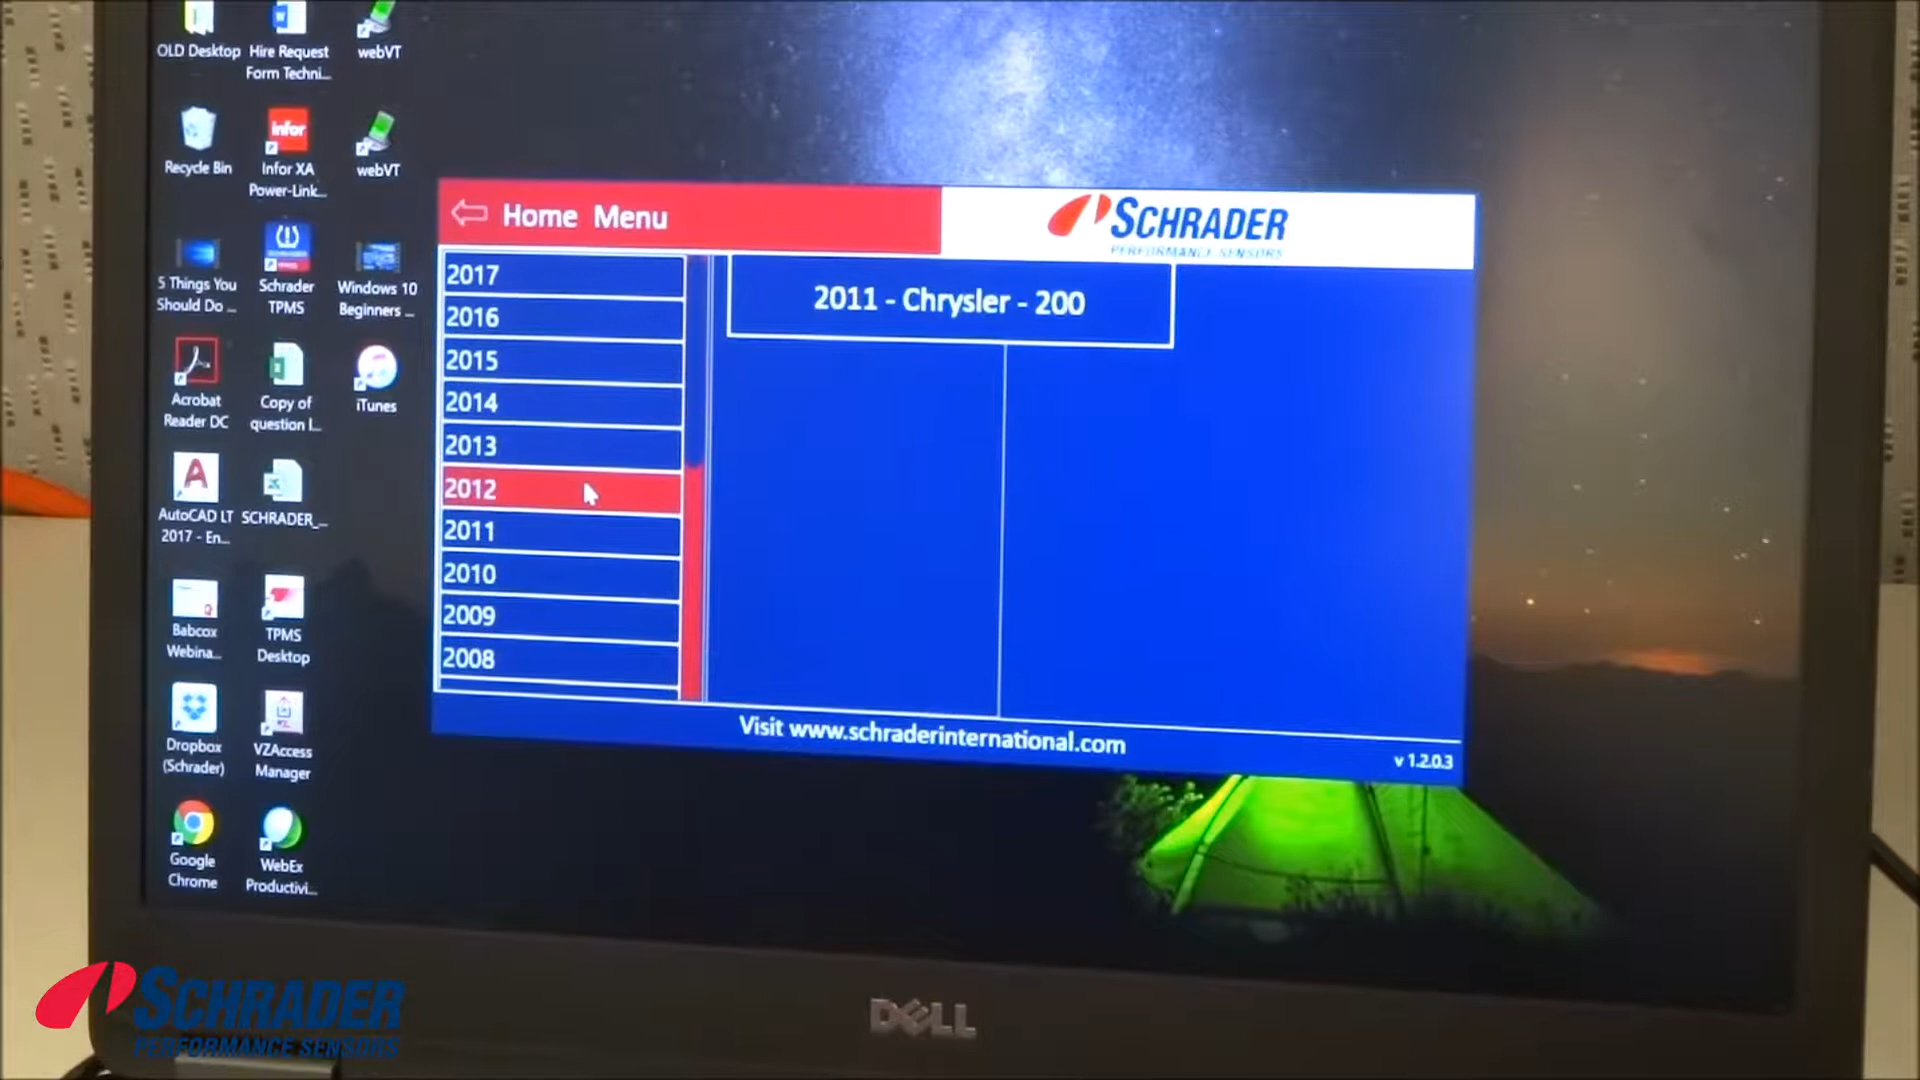 OLD Desktop
Hire Request
Form Techni...
webVT
Recycle Bin
infor
Infor XA
Power-Link...
webVT
5 Things You
Should Do ...
Schrader
TPMS
Windows 10
Beginners ...
Acrobat
Reader DC
Copy of
question l...
iTunes
AutoCAD LT
2017 - En...
SCHRADER_...
Babcox
Webina...
TPMS
Desktop
Dropbox
(Schrader)
VZAccess
Manager
Google
Chrome
WebEx
Productivi...
Home Menu
SCHRADER
PERFORMANCE SENSORS
2017
2016
2015
2014
2013
2012
2011
2010
2009
2008
2011 - Chrysler - 200
Visit www.schraderinternational.com
v 1.2.0.3
DELL
SCHRADER
PERFORMANCE SENSORS